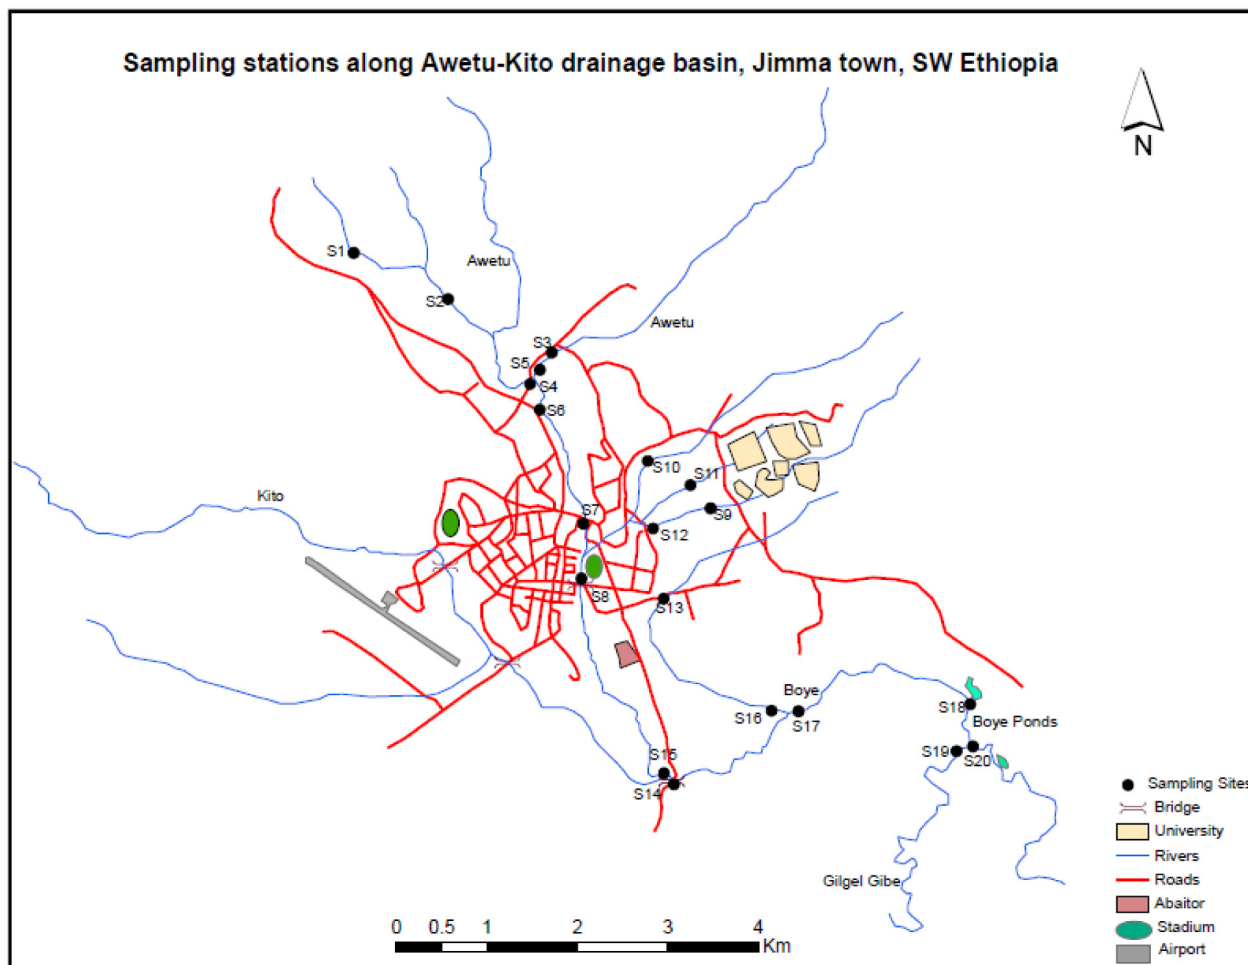 Sampling stations along Awetu-Kito drainage basin, Jimma town, SW Ethiopia
N
S1
Awetu
S2
Awetu
S3
S5
S4
S6
S10
S11
Kito
S7
S9
S12
S8
S13
Boye
S16
S17
S18
Boye Ponds
S19
S20
S15
S14
Gilgel Gibe
Sampling Sites
Bridge
University
Rivers
Roads
Abaitor
Stadium
Airport
0 0.5 1 2 3 4
Km